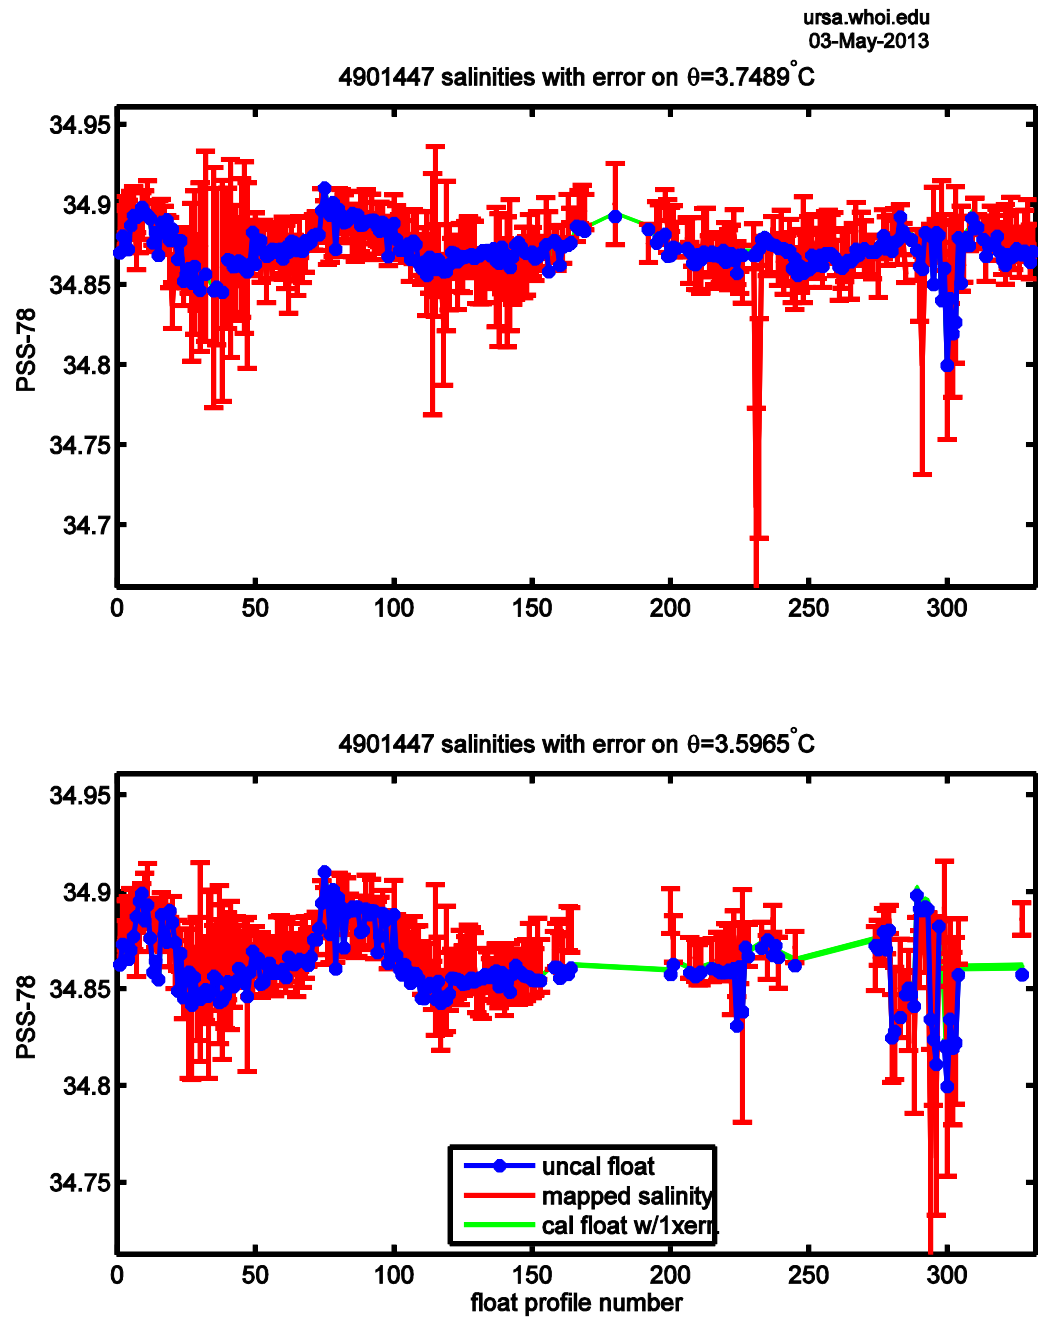 ursa.whoi.edu
03-May-2013
4901447 salinities with error on θ=3.7489°C
34.95
34.9
34.85
34.8
34.75
34.7
PSS-78
0 50 100 150 200 250 300
4901447 salinities with error on θ=3.5965°C
34.95
34.9
34.85
34.8
34.75
PSS-78
uncal float
mapped salinity
cal float w/1xerr.
0 50 100 150 200 250 300
float profile number